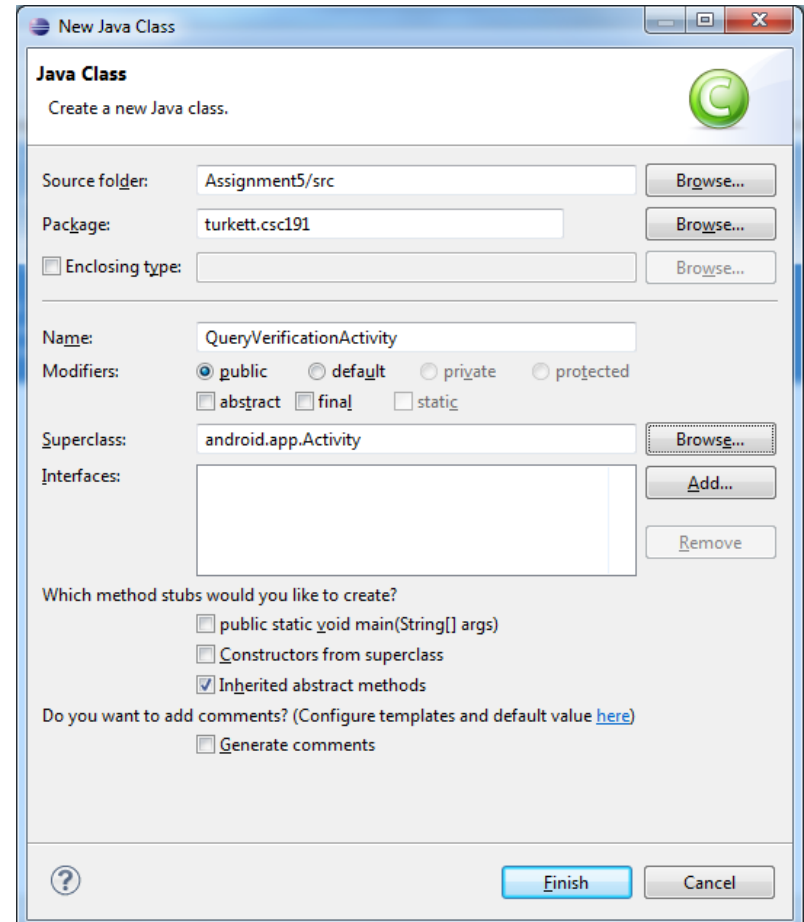 New Java Class
Java Class
Create a new Java class.
Source folder: Assignment5/src Browse...
Package: turkett.csc191 Browse...
Enclosing type: Browse...
Name: QueryVerificationActivity
Modifiers: public default private protected
abstract final static
Superclass: android.app.Activity Browse...
Interfaces: Add...
Remove
Which method stubs would you like to create?
public static void main(String[] args)
Constructors from superclass
Inherited abstract methods
Do you want to add comments? (Configure templates and default value here)
Generate comments
? Finish Cancel